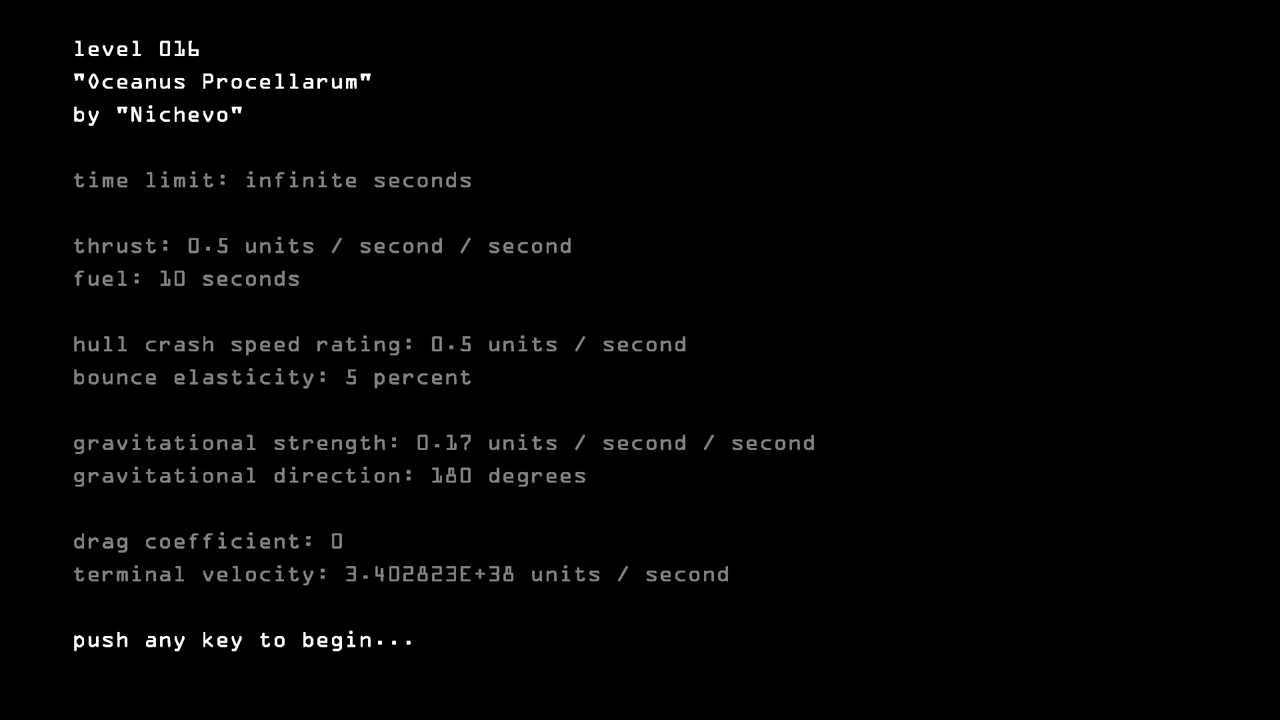 level 016
"Oceanus Procellarum"
by "Nichevo"
time limit: infinite seconds
thrust: 0.5 units / second / second
fuel: 10 seconds
hull crash speed rating: 0.5 units / second
bounce elasticity: 5 percent
gravitational strength: 0.17 units / second / second
gravitational direction: 180 degrees
drag coefficient: 0
terminal velocity: 3.402823E+38 units / second
push any key to begin...